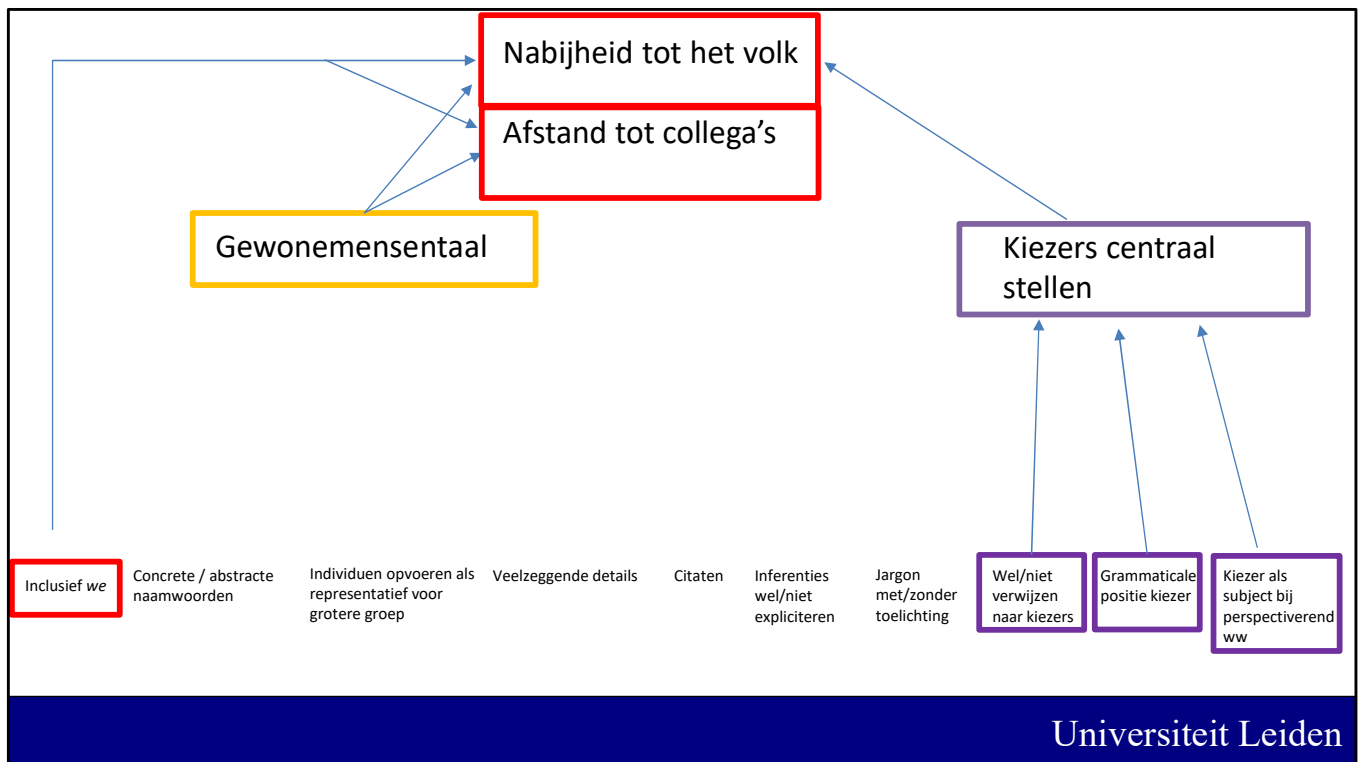 Nabijheid tot het volk
Afstand tot collega's
Gewonemensentaal
Kiezers centraal
stellen
Inclusief we
Concrete / abstracte
naamwoorden
Individuen opvoeren als
representatief voor
grotere groep
Veelzeggende details
Citaten
Inferenties
wel/niet
expliciteren
Jargon
met/zonder
toelichting
Wel/niet
verwijzen
naar kiezers
Grammaticale
positie kiezer
Kiezer als
subject bij
perspectiverend
ww
Universiteit Leiden